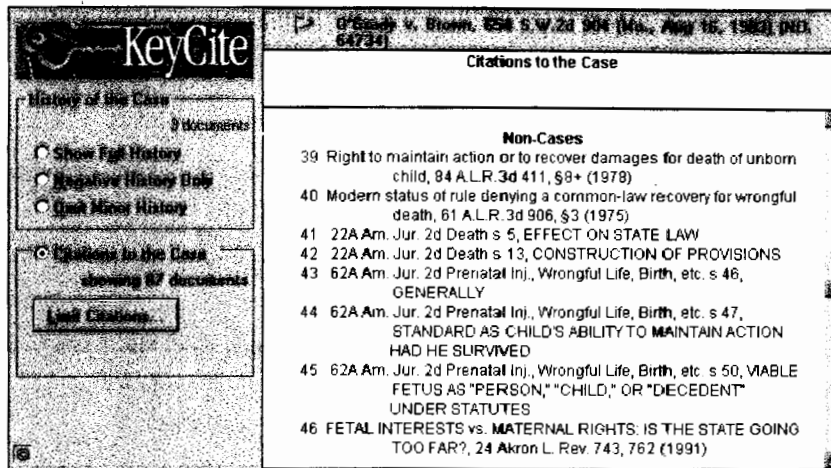 KeyCite
History of the Case
3 documents
Show Full History
Negative History Only
Omit Minor History
Citations to the Case
showing 87 documents
Limit Citations...
O'Grady v. Brown, 654 S.W.2d 904 (Mo., Aug 16, 1983) (NO.
64734)
Citations to the Case
Non-Cases
39 Right to maintain action or to recover damages for death of unborn
child, 84 A.L.R.3d 411, §8+ (1978)
40 Modern status of rule denying a common-law recovery for wrongful
death, 61 A.L.R.3d 906, §3 (1975)
41 22A Am. Jur. 2d Death s 5, EFFECT ON STATE LAW
42 22A Am. Jur. 2d Death s 13, CONSTRUCTION OF PROVISIONS
43 62A Am. Jur. 2d Prenatal Inj., Wrongful Life, Birth, etc. s 46,
GENERALLY
44 62A Am. Jur. 2d Prenatal Inj., Wrongful Life, Birth, etc. s 47,
STANDARD AS CHILD'S ABILITY TO MAINTAIN ACTION
HAD HE SURVIVED
45 62A Am. Jur. 2d Prenatal Inj., Wrongful Life, Birth, etc. s 50, VIABLE
FETUS AS "PERSON," "CHILD," OR "DECEDENT"
UNDER STATUTES
46 FETAL INTERESTS vs. MATERNAL RIGHTS: IS THE STATE GOING
TOO FAR?, 24 Akron L. Rev. 743, 762 (1991)